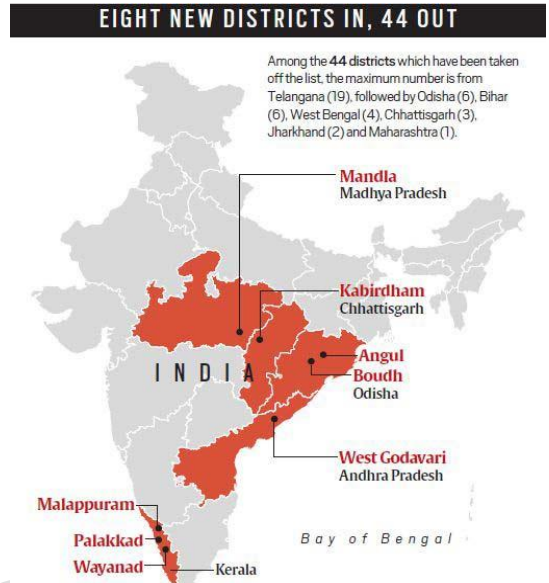 EIGHT NEW DISTRICTS IN, 44 OUT
Among the 44 districts which have been taken
off the list, the maximum number is from
Telangana (19), followed by Odisha (6), Bihar
(6), West Bengal (4), Chhattisgarh (3),
Jharkhand (2) and Maharashtra (1).
Mandla
Madhya Pradesh
Kabirdham
Chhattisgarh
Angul
Boudh
Odisha
INDIA
West Godavari
Andhra Pradesh
Malappuram
Palakkad
Wayanad
Kerala
Bay of Bengal